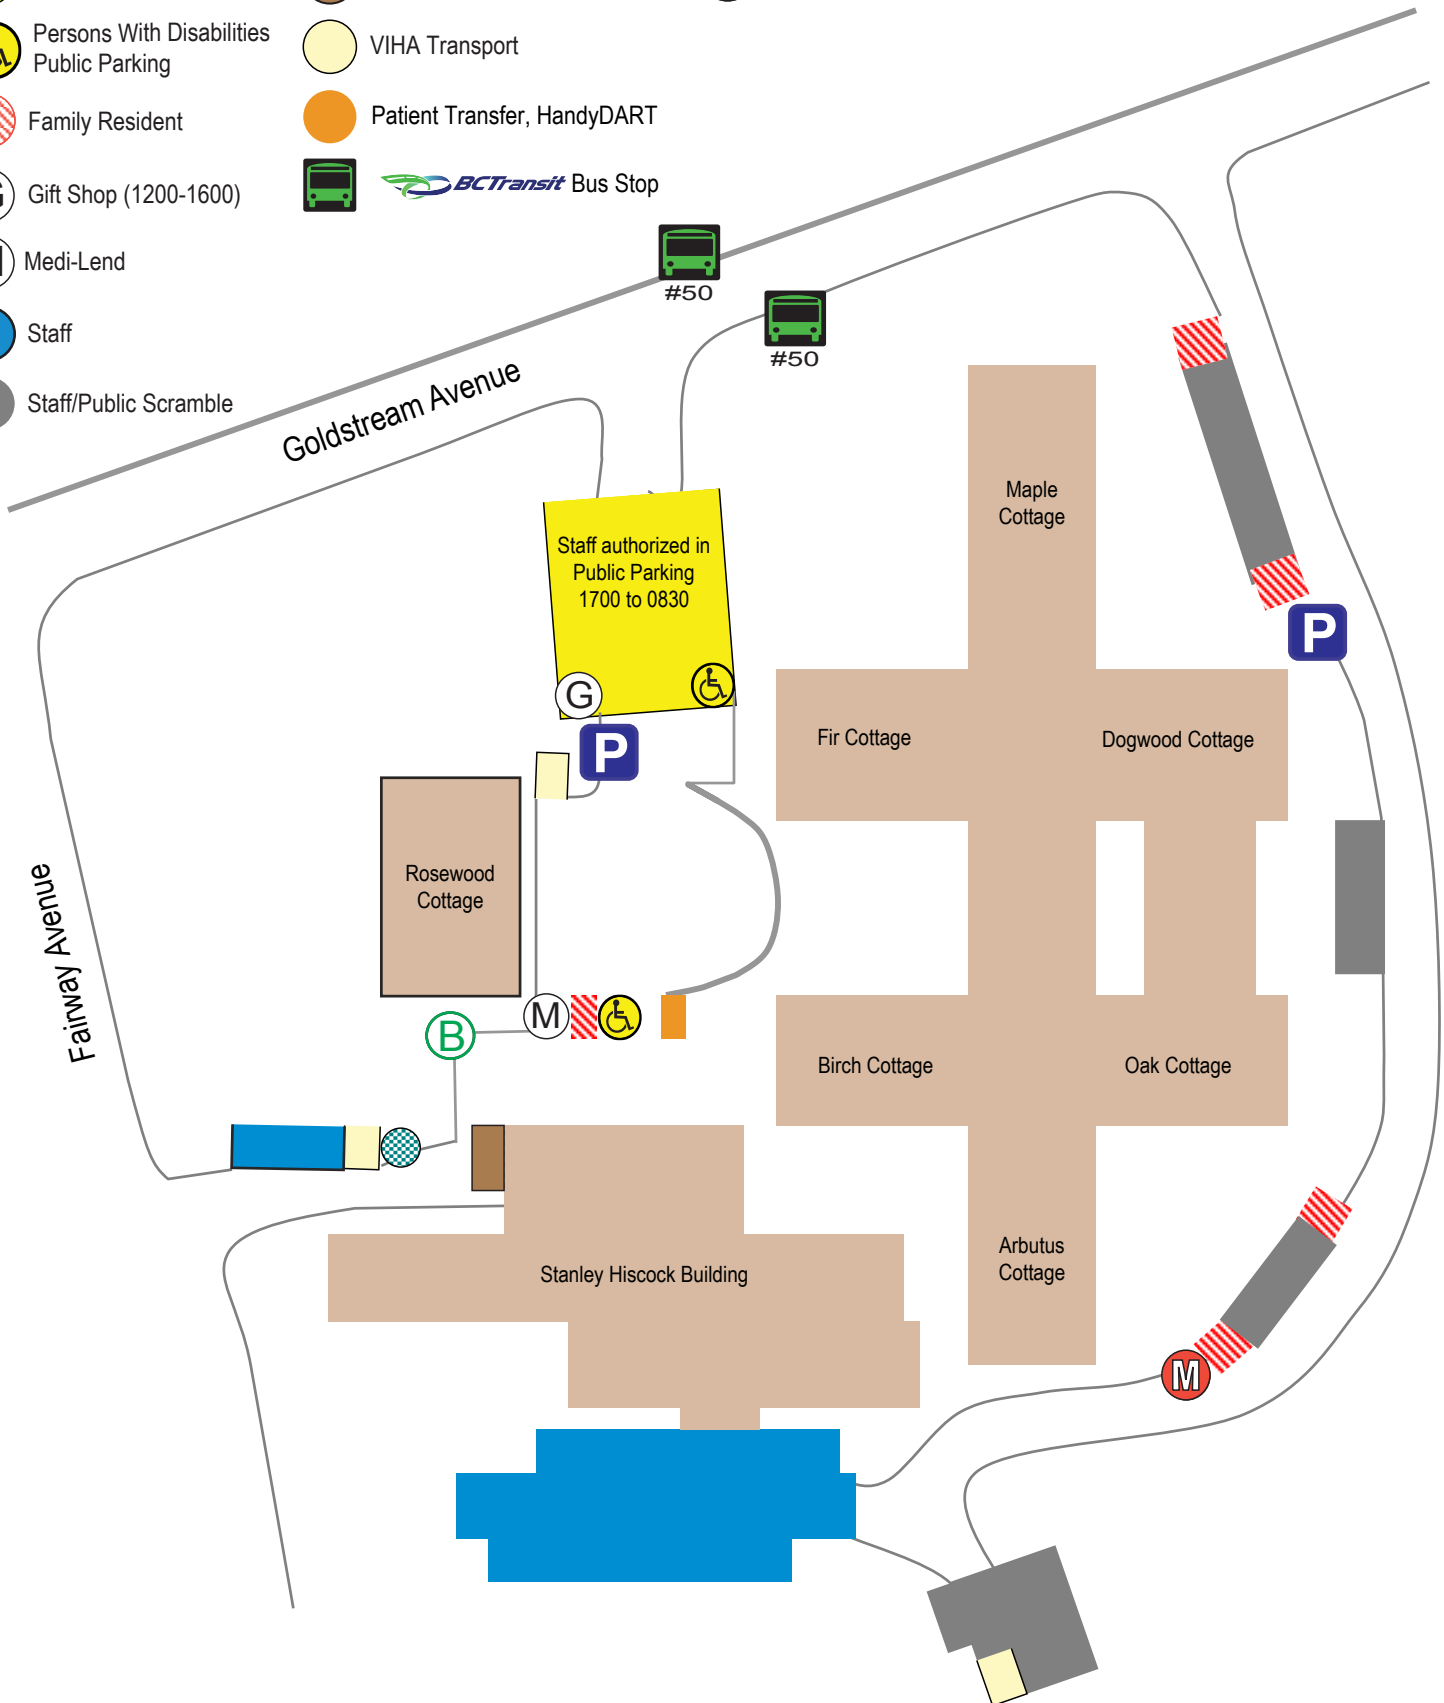 Persons With Disabilities
Public Parking
VIHA Transport
Family Resident
Patient Transfer, HandyDART
G
Gift Shop (1200-1600)
BCTransit Bus Stop
Medi-Lend
Staff
Staff/Public Scramble
#50
#50
Goldstream Avenue
Fairway Avenue
Staff authorized in
Public Parking
1700 to 0830
G
P
Maple
Cottage
P
Fir Cottage
Dogwood Cottage
Rosewood
Cottage
M
B
Birch Cottage
Oak Cottage
Arbutus
Cottage
Stanley Hiscock Building
M